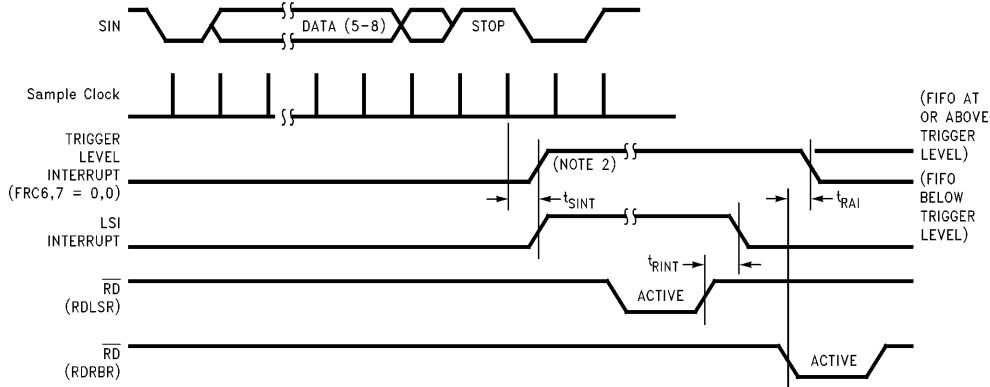 SIN
DATA (5-8)
STOP
Sample Clock
(FIFO AT
OR ABOVE
TRIGGER
LEVEL)
TRIGGER
LEVEL
INTERRUPT
(FRC6,7 = 0,0)
(NOTE 2)
tSINT
tRAI
(FIFO
BELOW
TRIGGER
LEVEL)
LSI
INTERRUPT
tRINT
RD
(RDLSR)
ACTIVE
RD
(RDRBR)
ACTIVE